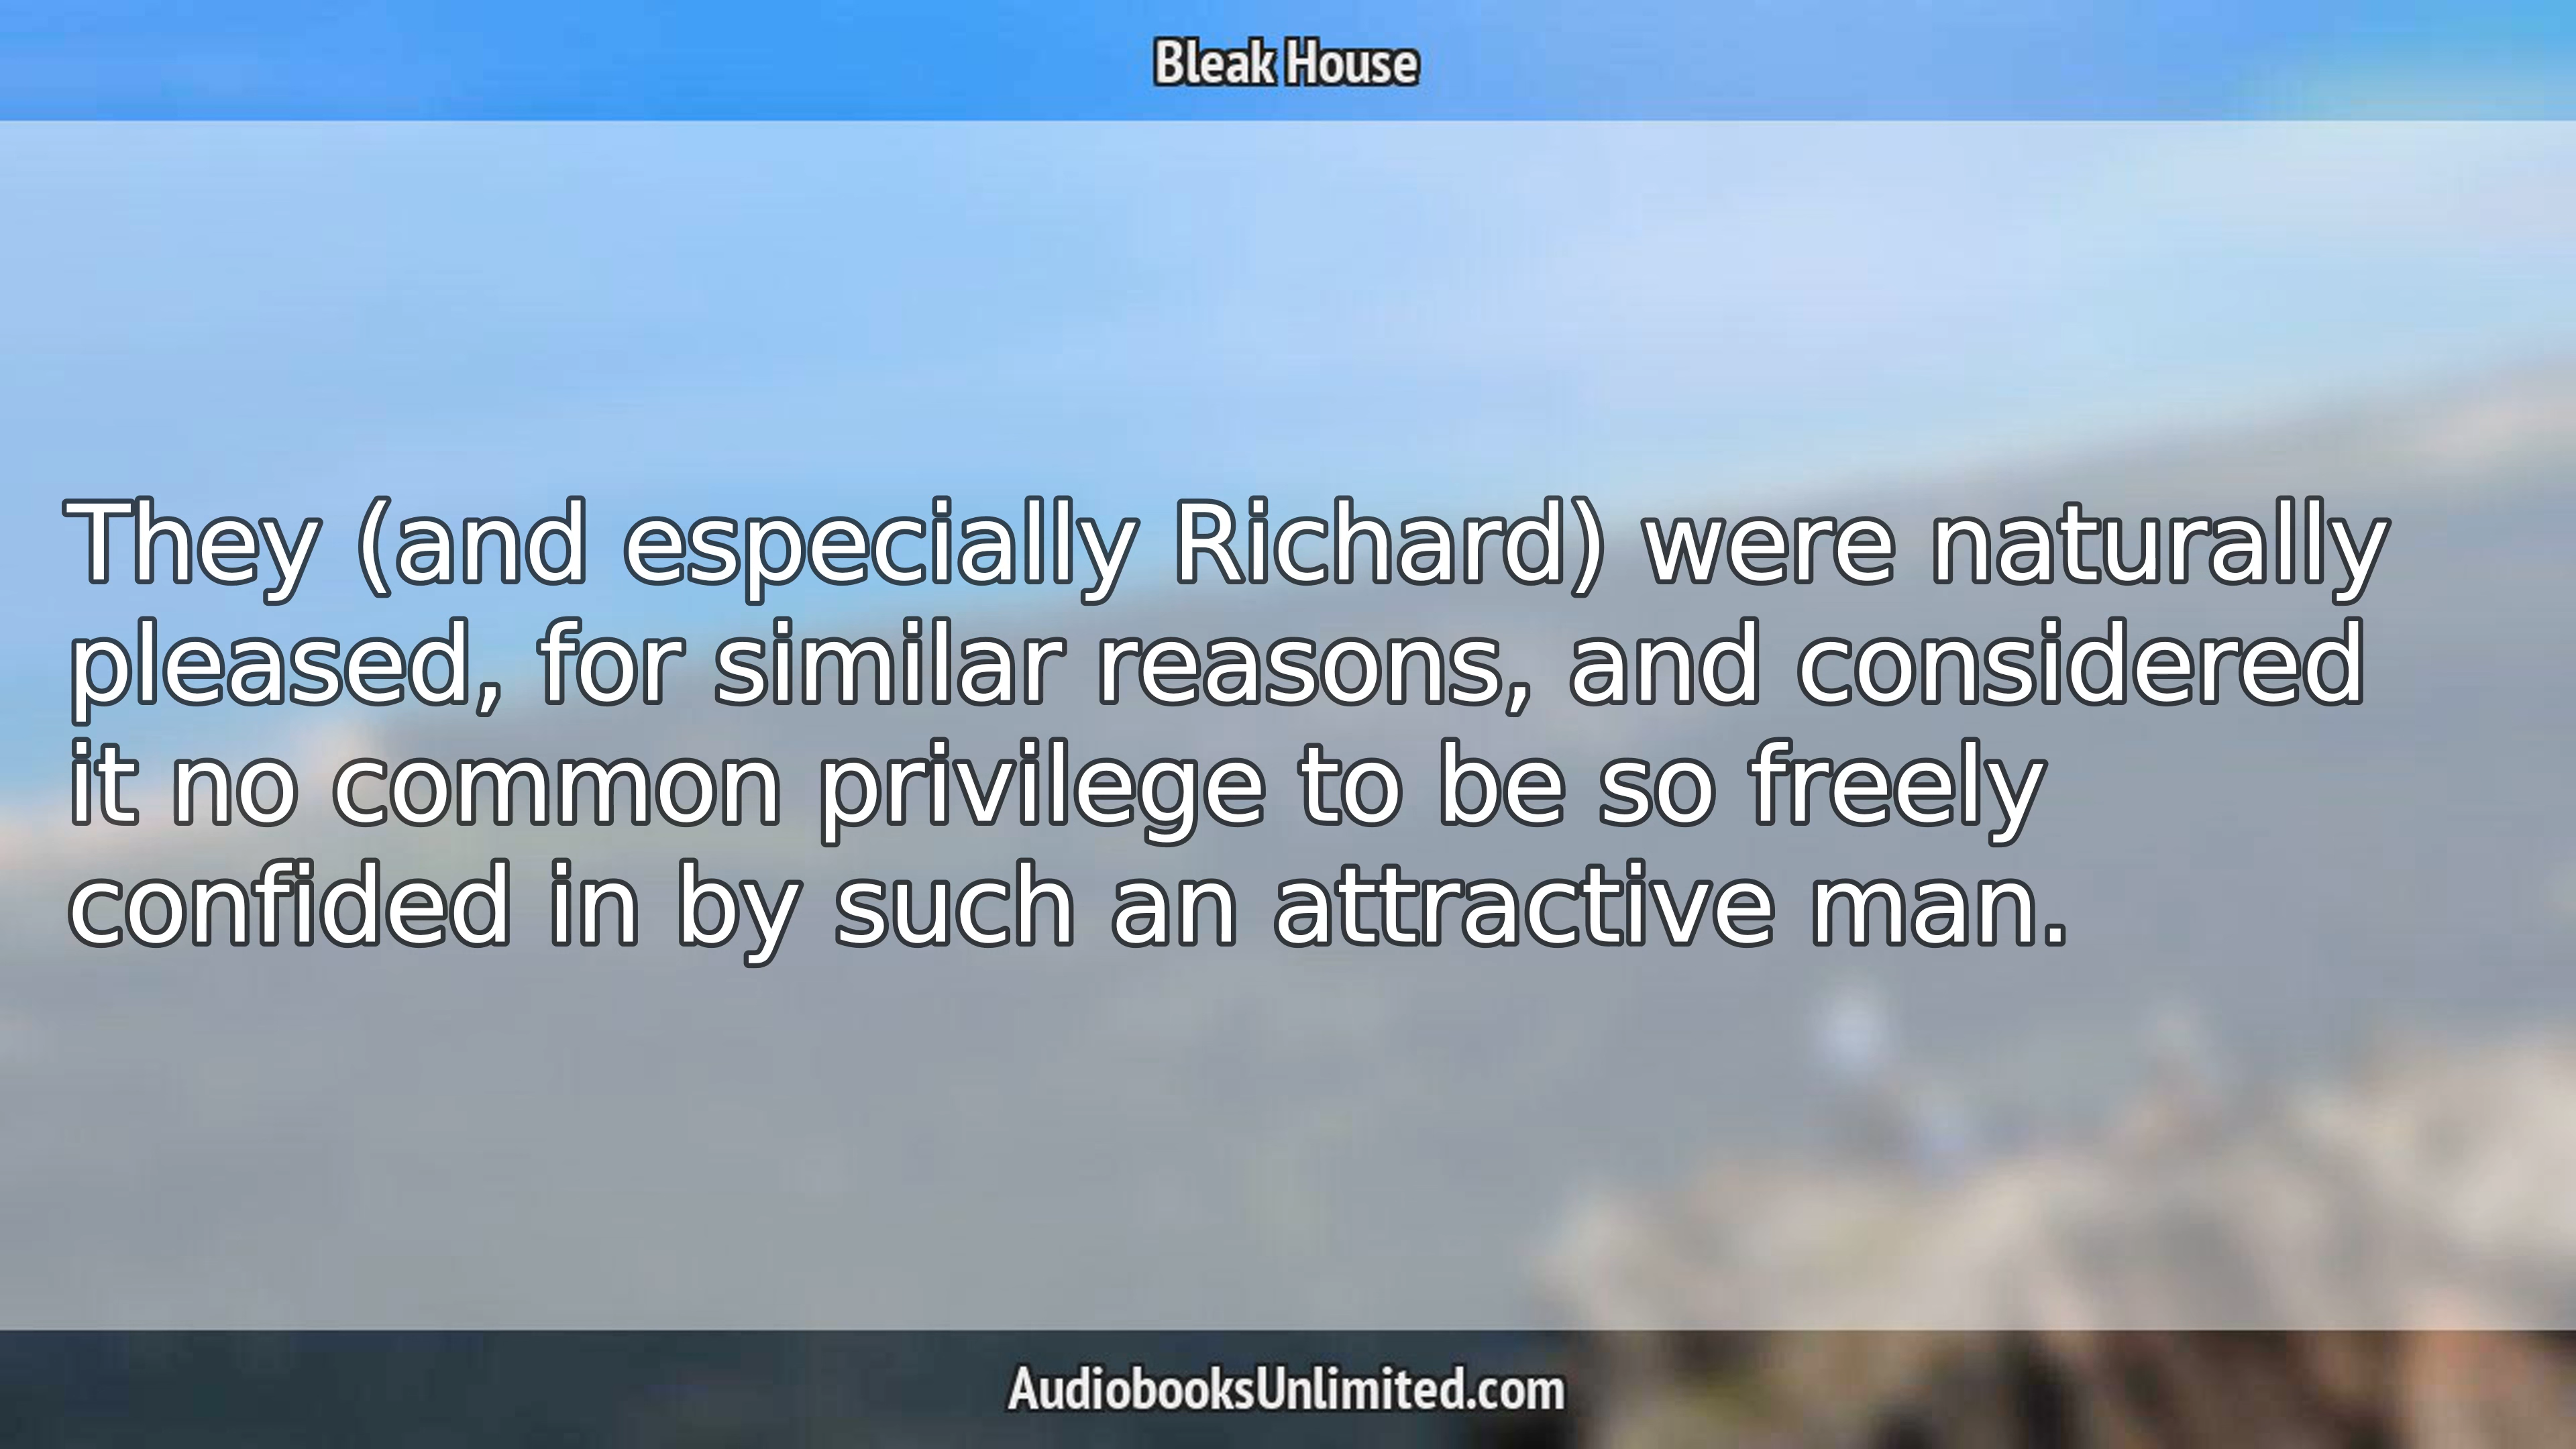 Bleak House
They (and especially Richard) were naturally
pleased, for similar reasons, and considered
it no common privilege to be so freely
confided in by such an attractive man.
AudiobooksUnlimited.com